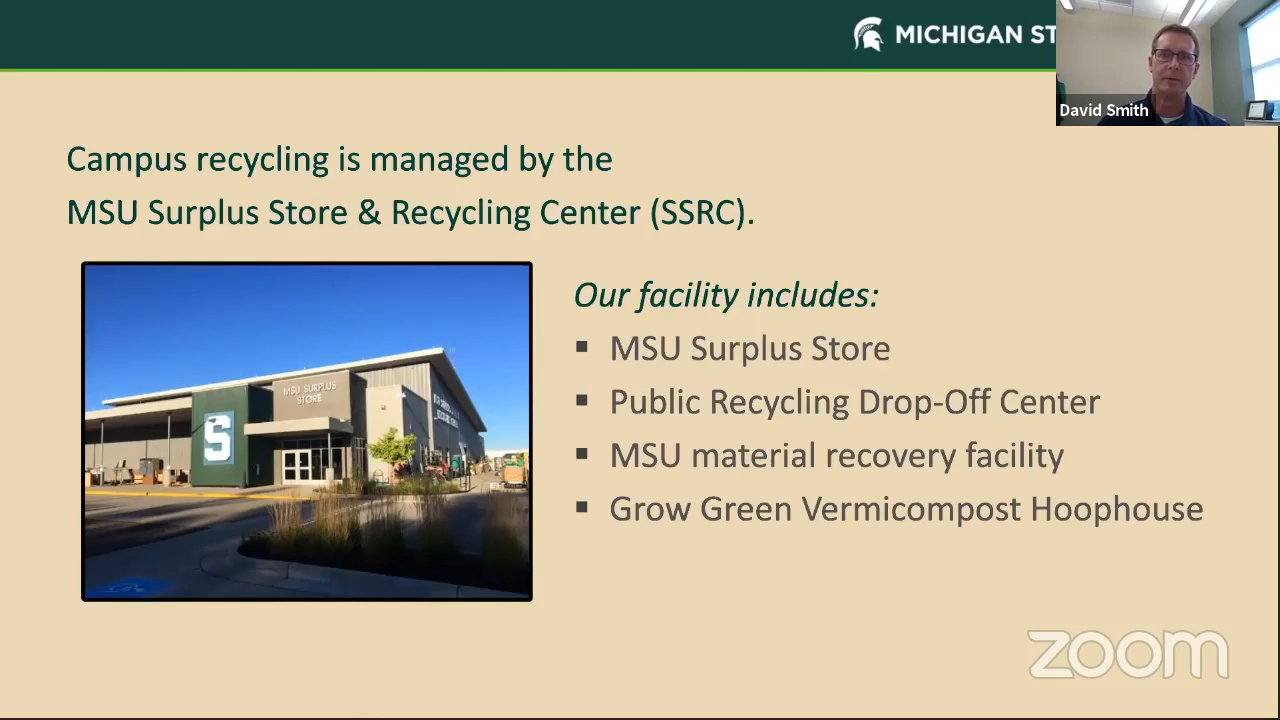 MICHIGAN ST
David Smith
Campus recycling is managed by the
MSU Surplus Store & Recycling Center (SSRC).
Our facility includes:
▪ MSU Surplus Store
▪ Public Recycling Drop-Off Center
▪ MSU material recovery facility
▪ Grow Green Vermicompost Hoophouse
MSU SURPLUS
STORE
S
zoom